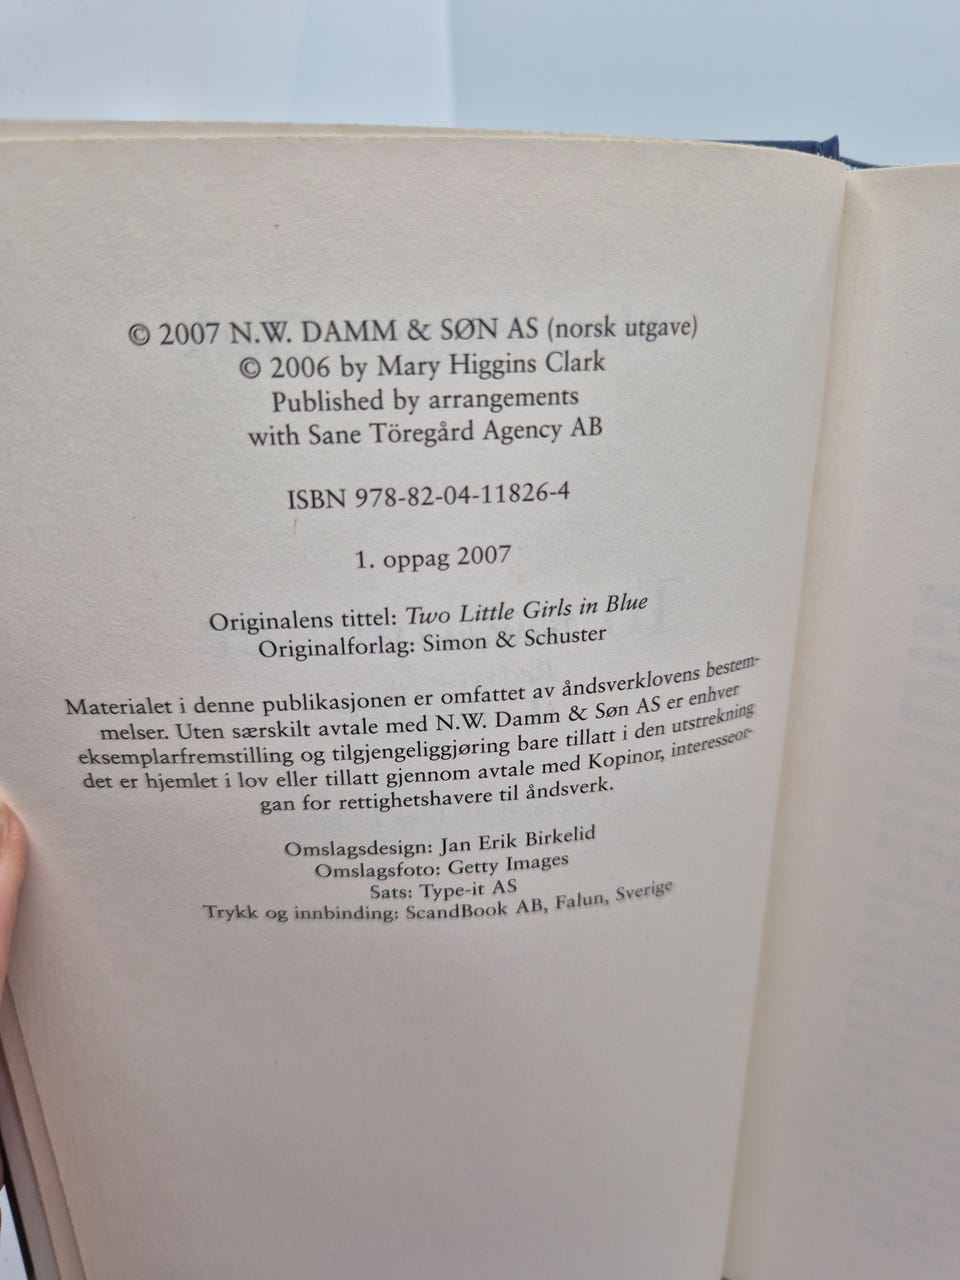 © 2007 N.W. DAMM & SØN AS (norsk utgave)
© 2006 by Mary Higgins Clark
Published by arrangements
with Sane Töregård Agency AB
ISBN 978-82-04-11826-4
1. oppag 2007
Originalens tittel: Two Little Girls in Blue
Originalforlag: Simon & Schuster
Materialet i denne publikasjonen er omfattet av åndsverklovens bestem-
melser. Uten særskilt avtale med N.W. Damm & Søn AS er enhver
eksemplarfremstilling og tilgjengeliggjøring bare tillatt i den utstrekning
det er hjemlet i lov eller tillatt gjennom avtale med Kopinor, interesseor-
gan for rettighetshavere til åndsverk.
Omslagsdesign: Jan Erik Birkelid
Omslagsfoto: Getty Images
Sats: Type-it AS
Trykk og innbinding: ScandBook AB, Falun, Sverige